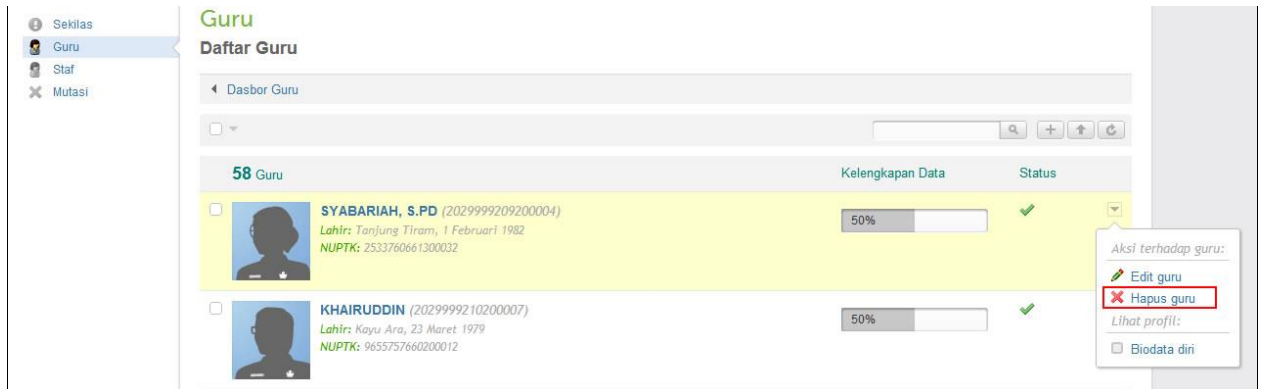 Sekilas
Guru
Staf
Mutasi
Guru
Daftar Guru
Dasbor Guru
58 Guru Kelengkapan Data Status
SYABARIAH, S.PD (2029999209200004)
Lahir: Tanjung Tiram, 1 Februari 1982
NUPTK: 2533760661300032
50%
Aksi terhadap guru:
Edit guru
Hapus guru
Lihat profil:
Biodata diri
KHAIRUDDIN (2029999210200007)
Lahir: Kayu Ara, 23 Maret 1979
NUPTK: 9655757660200012
50%